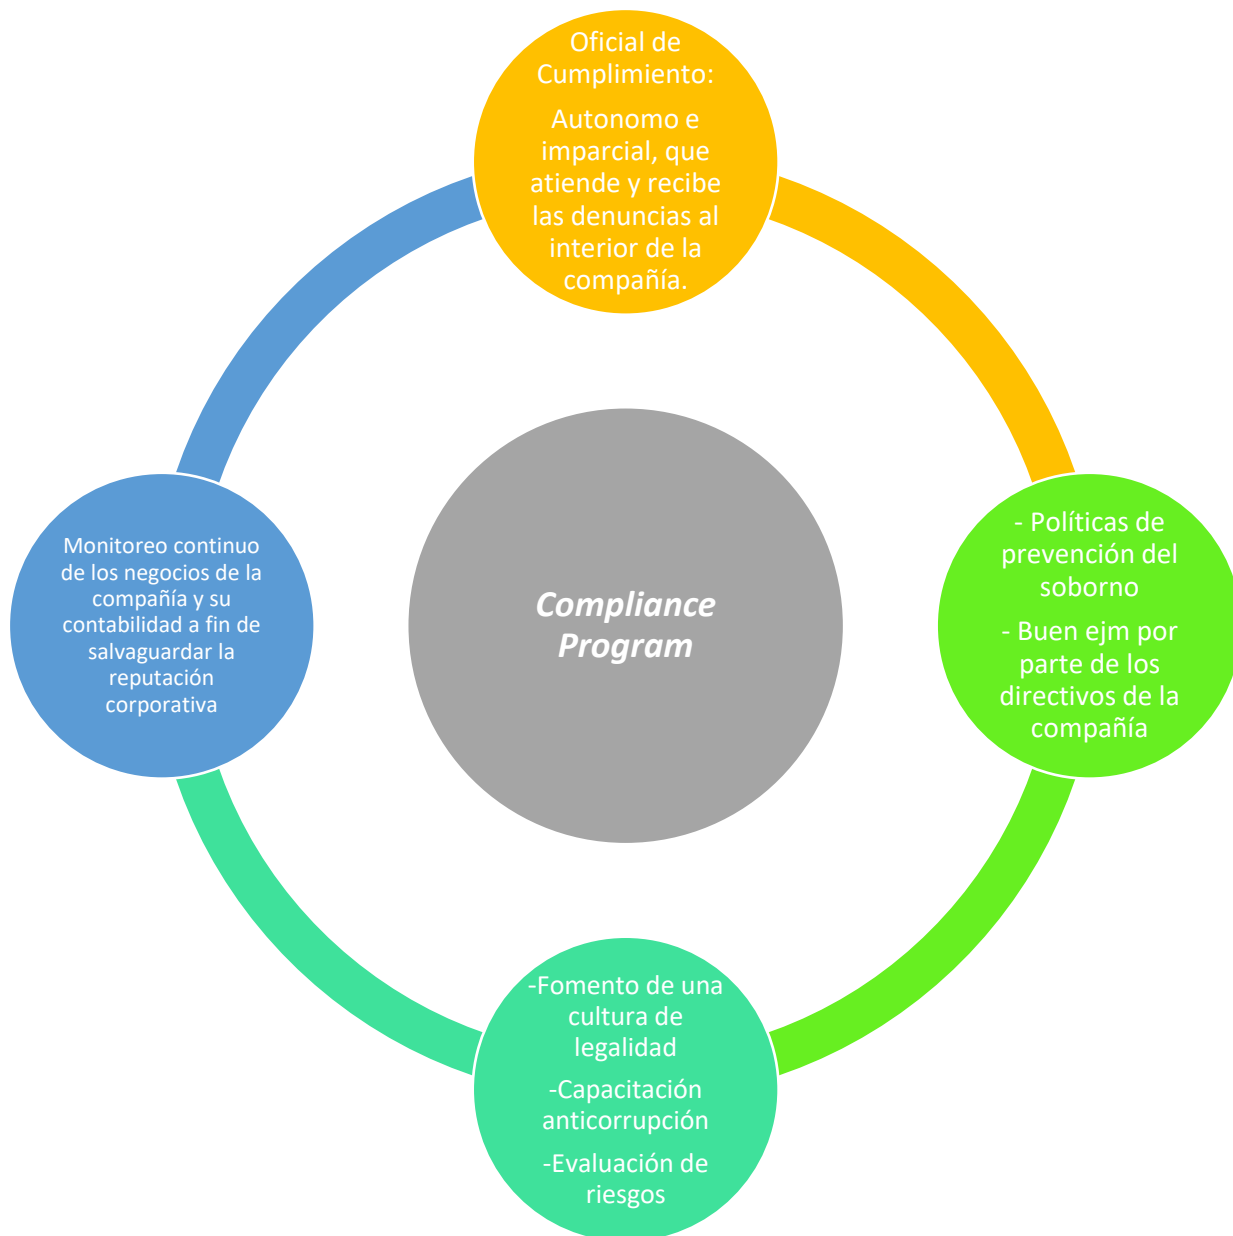 Oficial de
Cumplimiento:
Autonomo e
imparcial, que
atiende y recibe
las denuncias al
interior de la
compañía.
- Políticas de
prevención del
soborno
- Buen ejm por
parte de los
directivos de la
compañía
-Fomento de una
cultura de
legalidad
-Capacitación
anticorrupción
-Evaluación de
riesgos
Monitoreo continuo
de los negocios de la
compañía y su
contabilidad a fin de
salvaguardar la
reputación
corporativa
Compliance
Program